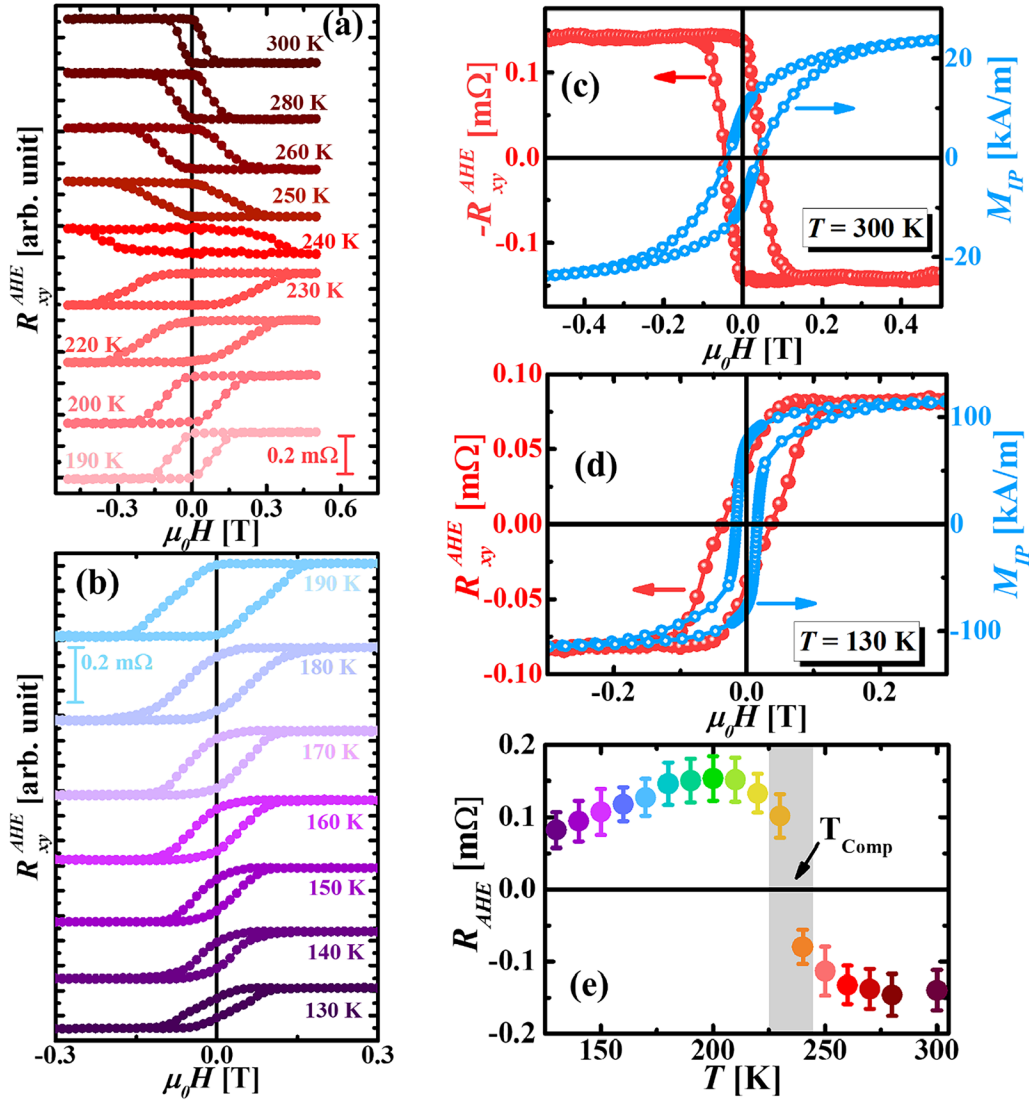 (a)
300 K
280 K
260 K
250 K
240 K
230 K
220 K
200 K
190 K
0.2 mΩ
R_xy^AHE [arb. unit]
-0.3 0.0 0.3 0.6
μ₀H [T]
(b)
190 K
0.2 mΩ
180 K
170 K
160 K
150 K
140 K
130 K
R_xy^AHE [arb. unit]
-0.3 0.0 0.3
μ₀H [T]
(c)
0.1
0.0
-0.1
-R_xy^AHE [mΩ]
20
0
-20
M_IP [kA/m]
T = 300 K
-0.4 -0.2 0.0 0.2 0.4
μ₀H [T]
(d)
0.10
0.05
0.00
-0.05
-0.10
R_xy^AHE [mΩ]
100
0
-100
M_IP [kA/m]
T = 130 K
-0.2 0.0 0.2
μ₀H [T]
0.2
0.1
0.0
-0.1
-0.2
R_AHE [mΩ]
T_Comp
(e)
150 200 250 300
T [K]